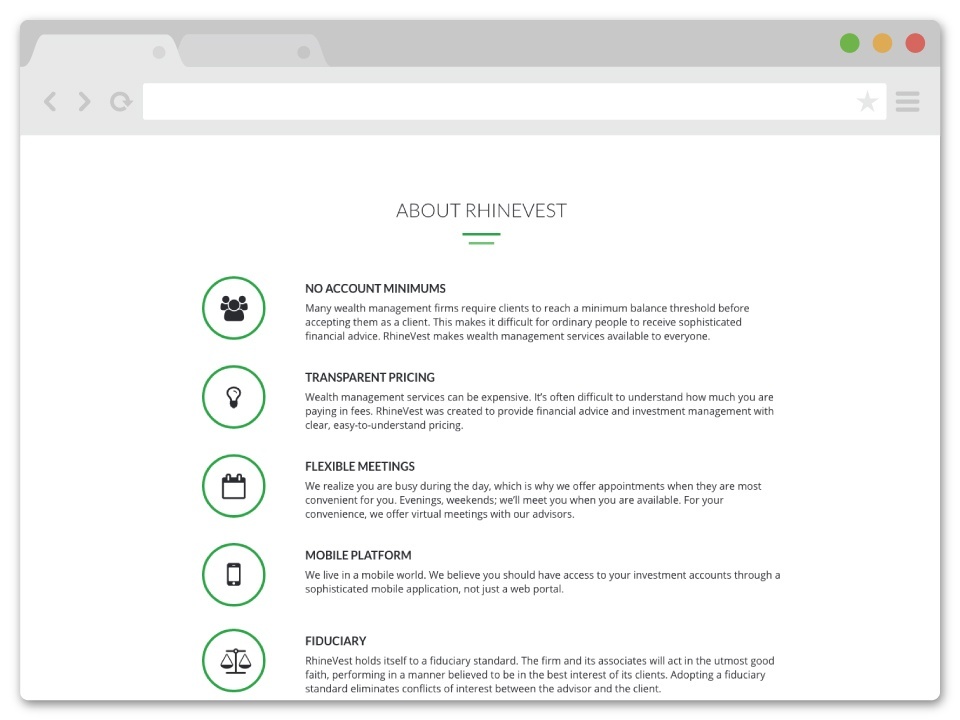 ABOUT RHINEVEST
NO ACCOUNT MINIMUMS
Many wealth management firms require clients to reach a minimum balance threshold before
accepting them as a client. This makes it difficult for ordinary people to receive sophisticated
financial advice. RhineVest makes wealth management services available to everyone.
TRANSPARENT PRICING
Wealth management services can be expensive. It's often difficult to understand how much you are
paying in fees. RhineVest was created to provide financial advice and investment management with
clear, easy-to-understand pricing.
FLEXIBLE MEETINGS
We realize you are busy during the day, which is why we offer appointments when they are most
convenient for you. Evenings, weekends; we'll meet you when you are available. For your
convenience, we offer virtual meetings with our advisors.
MOBILE PLATFORM
We live in a mobile world. We believe you should have access to your investment accounts through a
sophisticated mobile application, not just a web portal.
FIDUCIARY
RhineVest holds itself to a fiduciary standard. The firm and its associates will act in the utmost good
faith, performing in a manner believed to be in the best interest of its clients. Adopting a fiduciary
standard eliminates conflicts of interest between the advisor and the client.